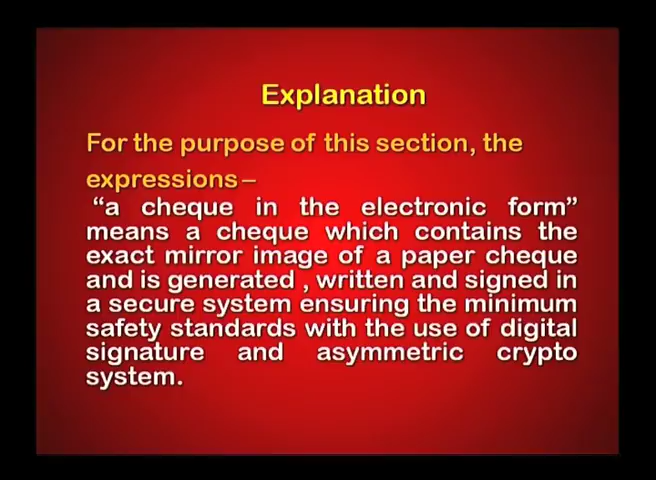 Explanation
For the purpose of this section, the
expressions –
“a cheque in the electronic form”
means a cheque which contains the
exact mirror image of a paper cheque
and is generated , written and signed in
a secure system ensuring the minimum
safety standards with the use of digital
signature and asymmetric crypto
system.